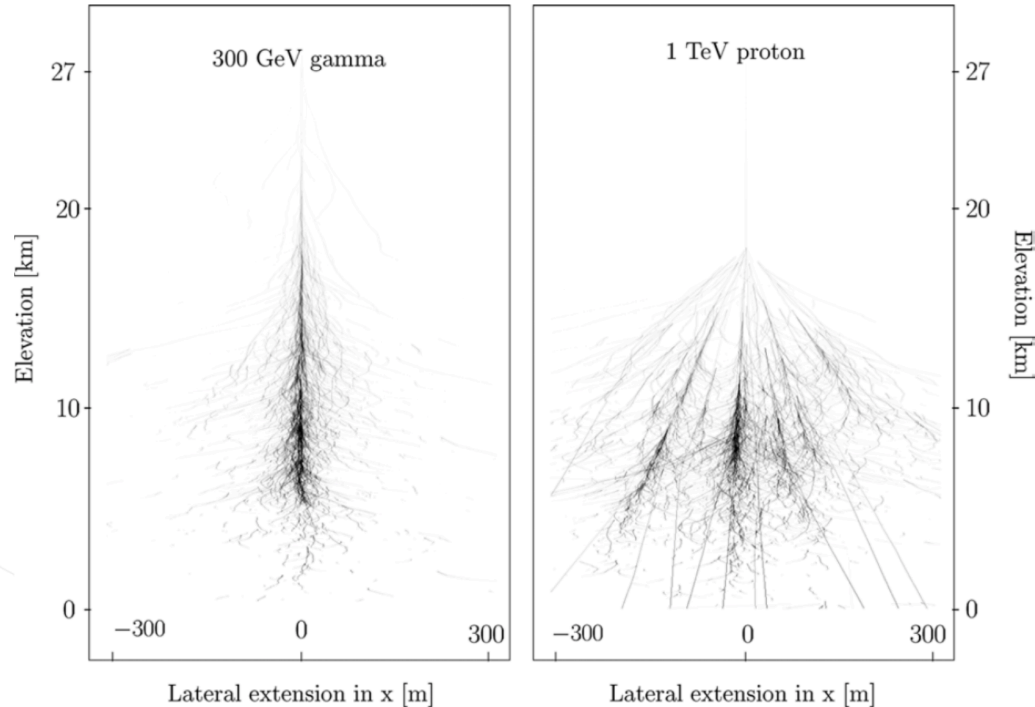 300 GeV gamma
27
20
10
0
Elevation [km]
−300
0
300
Lateral extension in x [m]
1 TeV proton
27
20
10
0
Elevation [km]
−300
0
300
Lateral extension in x [m]